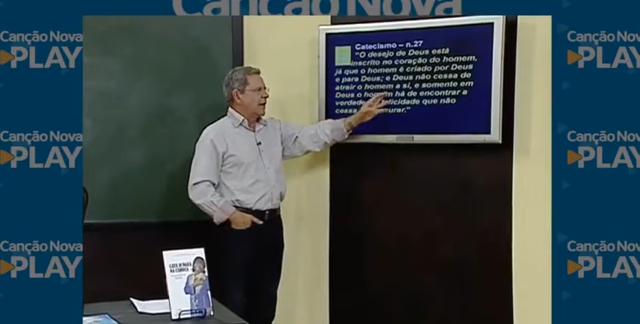 Canção Nova
Canção Nova
PLAY
Canção Nova
PLAY
Canção Nova
PLAY
Canção Nova
PLAY
Canção Nova
PLAY
Canção Nova
PLAY
Catecismo – n.27
"O desejo de Deus está
inscrito no coração do homem,
já que o homem é criado por Deus
e para Deus; e Deus não cessa de
atrair o homem a si, e somente em
Deus o homem há de encontrar a
verdade e felicidade que não
cessa